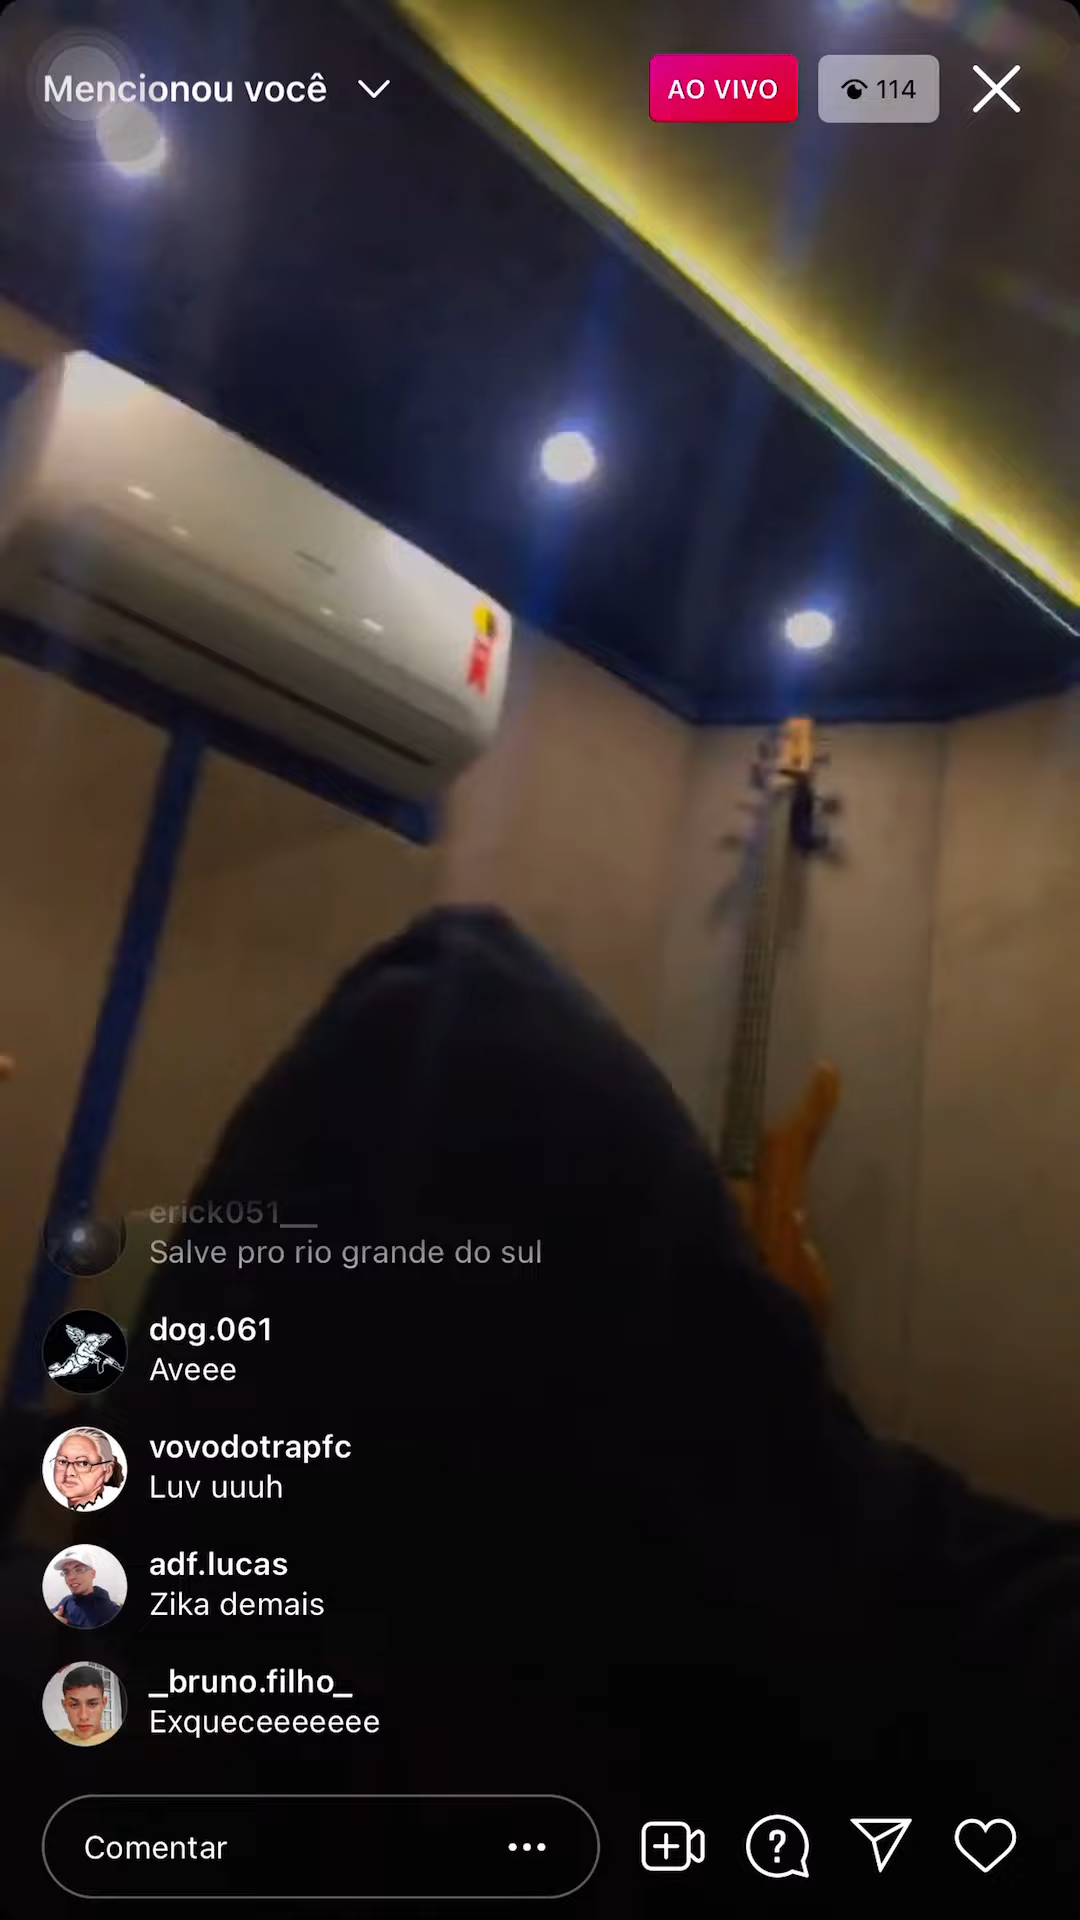 Mencionou você
AO VIVO
114
erick051__
Salve pro rio grande do sul
dog.061
Aveee
vovodotrapfc
Luv uuuh
adf.lucas
Zika demais
_bruno.filho_
Exqueceeeeeee
Comentar